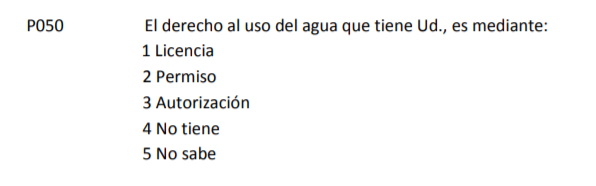 P050 El derecho al uso del agua que tiene Ud., es mediante:
1 Licencia
2 Permiso
3 Autorización
4 No tiene
5 No sabe